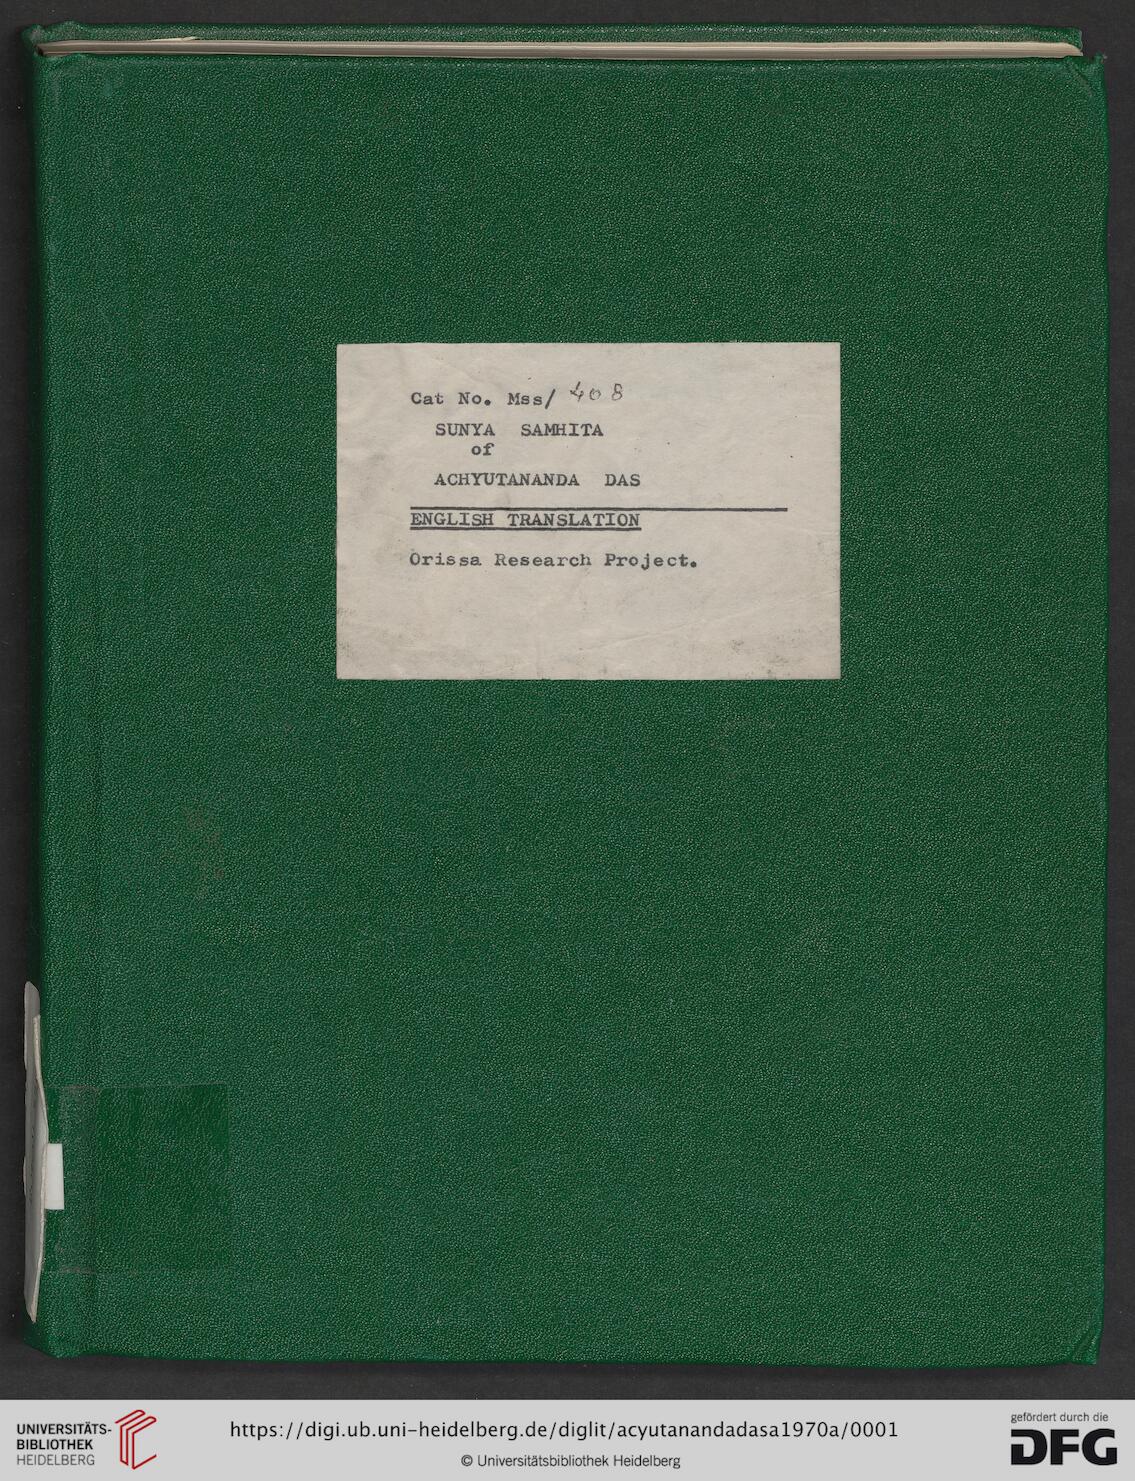 Cat No. Mss/ 408
SUNYA SAMHITA
of
ACHYUTANANDA DAS
ENGLISH TRANSLATION
Orissa Research Project.
UNIVERSITÄTS-
BIBLIOTHEK
HEIDELBERG
https://digi.ub.uni-heidelberg.de/diglit/acyutanandadasa1970a/0001
© Universitätsbibliothek Heidelberg
gefördert durch die
DFG